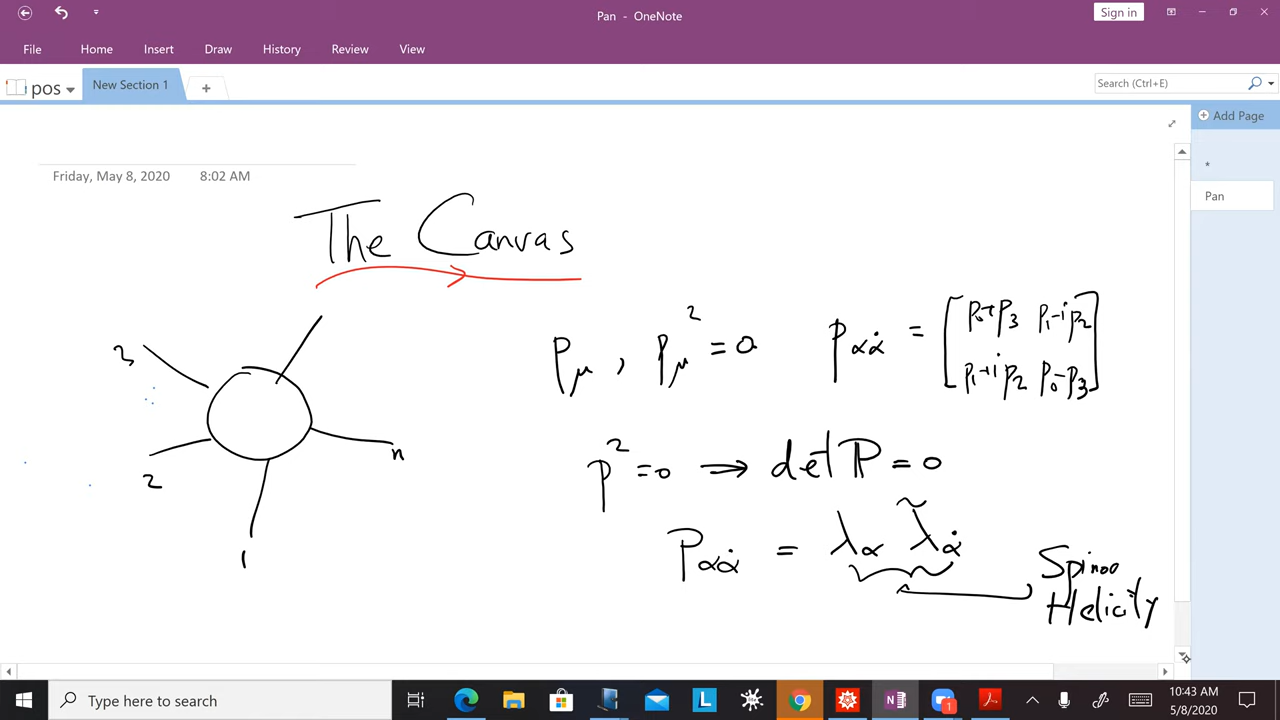 Pan - OneNote
Sign in
File Home Insert Draw History Review View
pos New Section 1 +
Search (Ctrl+E)
Add Page
*
Pan
Friday, May 8, 2020 8:02 AM
The Canvas
3
2
1
n
pμ , pμ² = 0 pαα̇ = [ p0+p3 p1-ip2
p1+ip2 p0-p3 ]
p² = 0 → det ℙ = 0
Pαα̇ = λα λ̃α̇
Spinor
Helicity
Type here to search
L
1
10:43 AM
5/8/2020